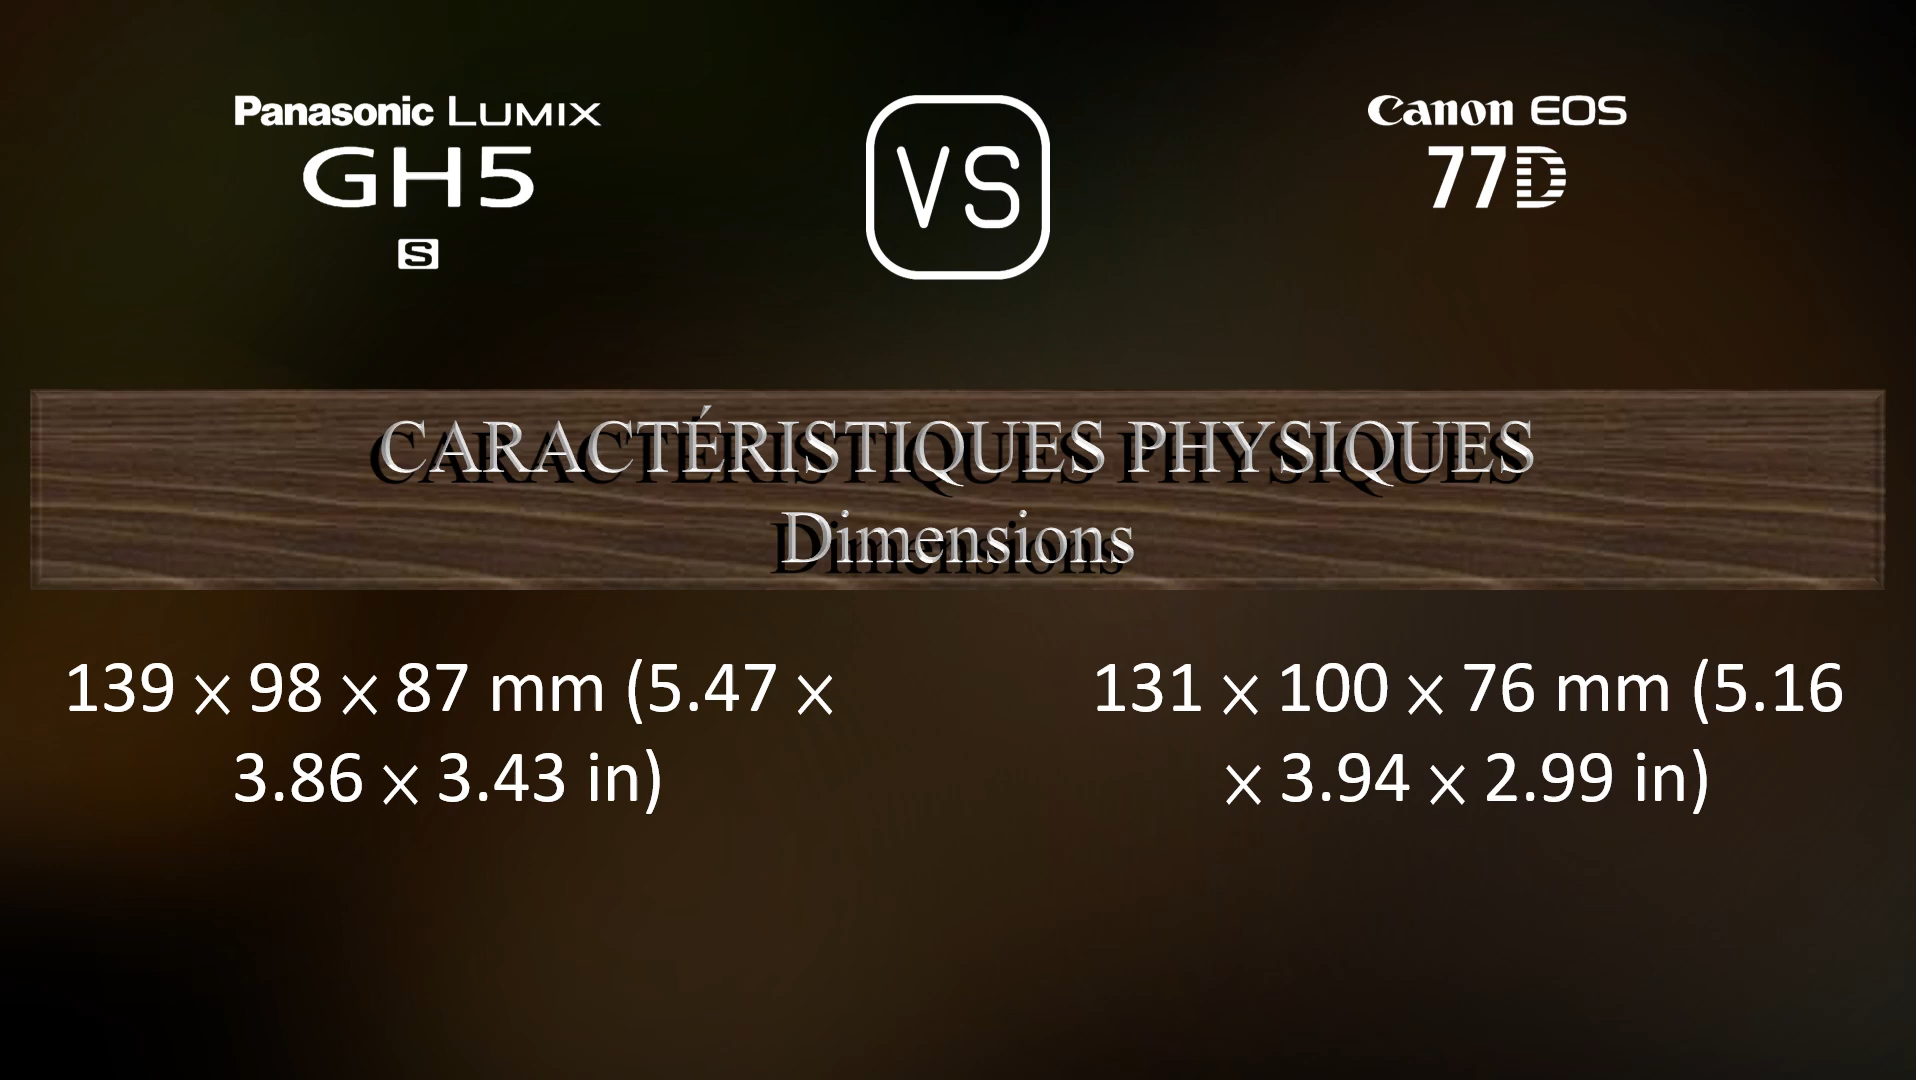 Panasonic LUMIX
GH5
S
VS
Canon EOS
77D
CARACTÉRISTIQUES PHYSIQUES
Dimensions
139 x 98 x 87 mm (5.47 x
3.86 x 3.43 in)
131 x 100 x 76 mm (5.16
x 3.94 x 2.99 in)